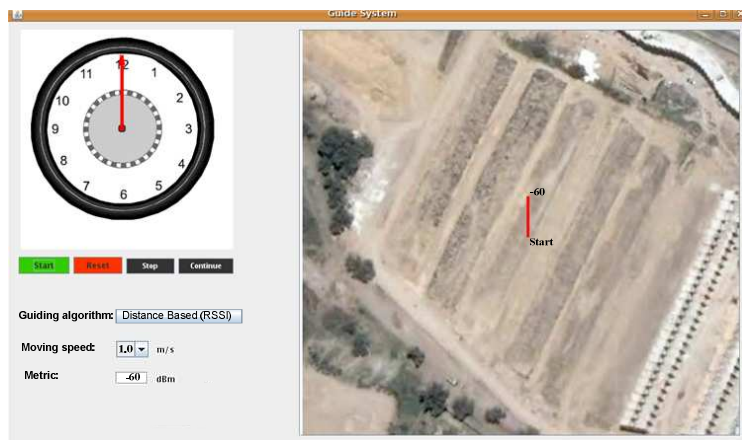 Guide System
12
11
1
10
2
9
3
8
4
7
5
6
Start Reset Stop Continue
Guiding algorithm: Distance Based (RSSI)
Moving speed: 1.0 m/s
Metric: -60 dBm
-60
Start